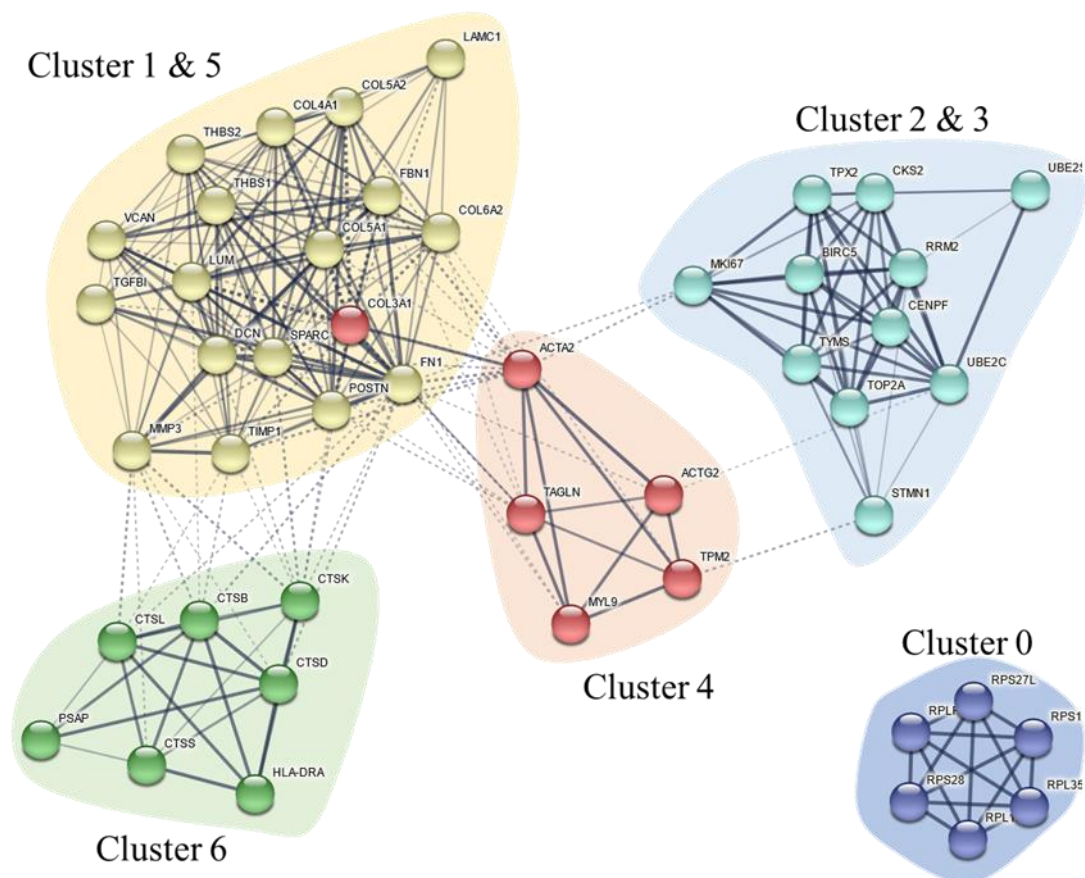 Cluster 1 & 5
LAMC1
COL5A2
COL4A1
THBS2
FBN1
THBS1
COL6A2
VCAN
COL5A1
LUM
TGFBI
COL3A1
DCN
SPARC
FN1
POSTN
MMP3
TIMP1
Cluster 2 & 3
TPX2
CKS2
BIRC5
RRM2
MKI67
CENPF
TYMS
UBE2C
TOP2A
STMN1
ACTA2
ACTG2
TAGLN
TPM2
MYL9
Cluster 4
CTSK
CTSB
CTSL
CTSD
PSAP
CTSS
HLA-DRA
Cluster 6
Cluster 0
RPS27L
RPS28